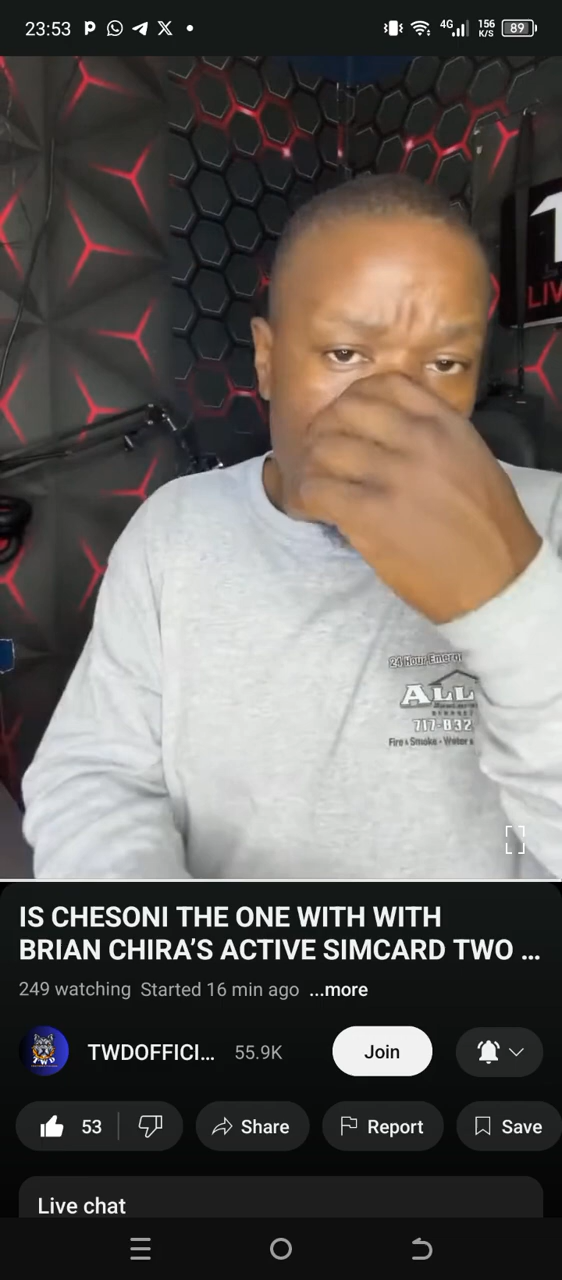 23:53
4G
156
K/S
89
1
LIV
24 Hour Emerg
ALL
717-832
Fire & Smoke • Water &
IS CHESONI THE ONE WITH WITH
BRIAN CHIRA’S ACTIVE SIMCARD TWO ...
249 watching Started 16 min ago ...more
TWDOFFICI... 55.9K Join
53 Share Report Save
Live chat